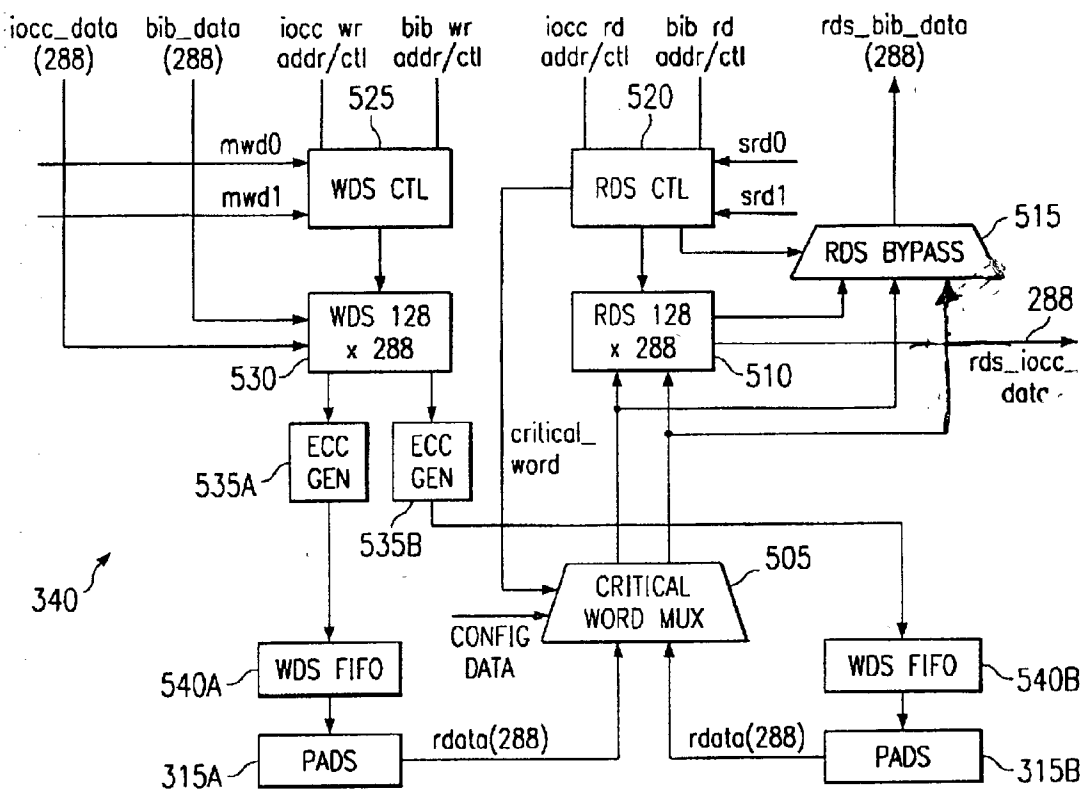 iocc_data
(288)
bib_data
(288)
iocc wr
addr/ctl
bib wr
addr/ctl
iocc rd
addr/ctl
bib rd
addr/ctl
rds_bib_data
(288)
525
520
mwd0
mwd1
WDS CTL
RDS CTL
srd0
srd1
515
RDS BYPASS
WDS 128
x 288
530
RDS 128
x 288
510
288
rds_iocc_
data
ECC
GEN
535A
ECC
GEN
535B
critical_
word
340
505
CRITICAL
WORD MUX
CONFIG
DATA
WDS FIFO
540A
WDS FIFO
540B
PADS
315A
rdata(288)
rdata(288)
PADS
315B